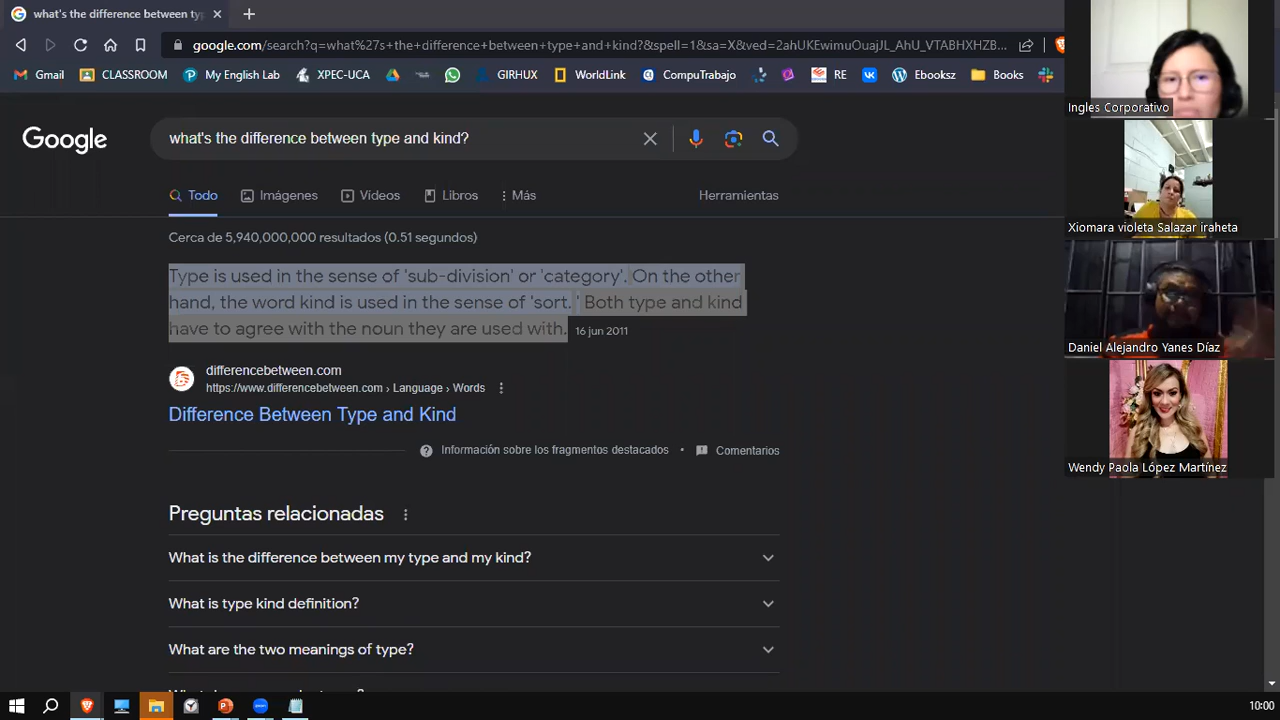 what's the difference between typ
google.com/search?q=what%27s+the+difference+between+type+and+kind?&spell=1&sa=X&ved=2ahUKEwimuOuajJL_AhU_VTABHXHZB...
Gmail CLASSROOM My English Lab XPEC-UCA GIRHUX WorldLink CompuTrabajo RE Ebooksz Books
Google
what's the difference between type and kind?
Todo Imágenes Vídeos Libros Más Herramientas
Cerca de 5,940,000,000 resultados (0.51 segundos)
Type is used in the sense of 'sub-division' or 'category'. On the other
hand, the word kind is used in the sense of 'sort. ' Both type and kind
have to agree with the noun they are used with. 16 jun 2011
differencebetween.com
https://www.differencebetween.com › Language › Words
Difference Between Type and Kind
Información sobre los fragmentos destacados • Comentarios
Preguntas relacionadas
What is the difference between my type and my kind?
What is type kind definition?
What are the two meanings of type?
Ingles Corporativo
Xiomara violeta Salazar iraheta
Daniel Alejandro Yanes Díaz
Wendy Paola López Martínez
10:00